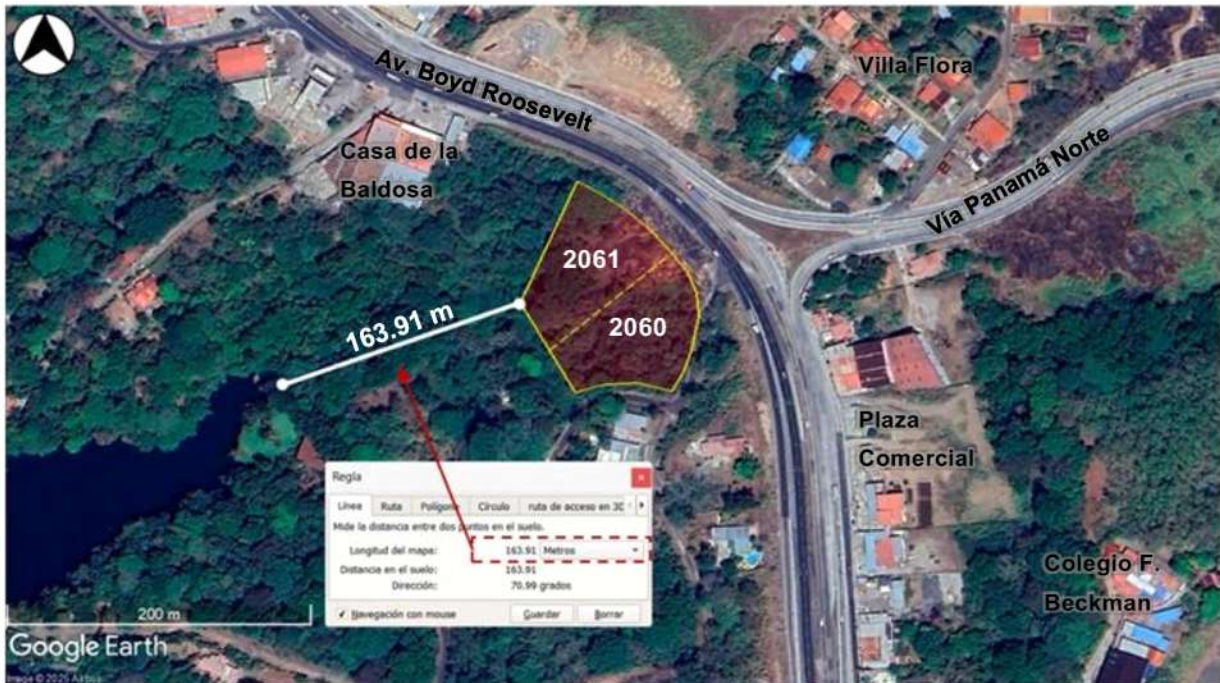 Av. Boyd Roosevelt
Villa Flora
Casa de la
Baldosa
Vía Panamá Norte
2061
2060
163.91 m
Plaza
Comercial
Regla
Línea Ruta Polígono Círculo ruta de acceso en 3D
Mide la distancia entre dos puntos en el suelo.
Longitud del mapa: 163.91 Metros
Distancia en el suelo: 163.91
Dirección: 70.99 grados
Navegación con mouse Guardar Borrar
Colegio F.
Beckman
200 m
Google Earth
Image © 2025 Airbus